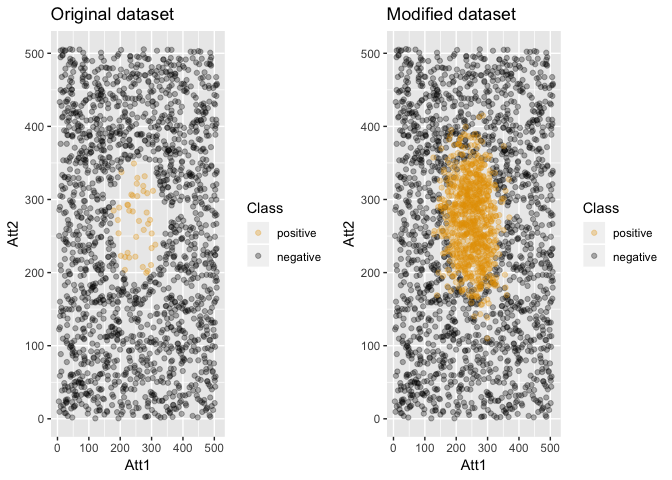 Original dataset
500
400
300
200
100
0
Att2
0 100 200 300 400 500
Att1
Class
positive
negative
Modified dataset
500
400
300
200
100
0
Att2
0 100 200 300 400 500
Att1
Class
positive
negative